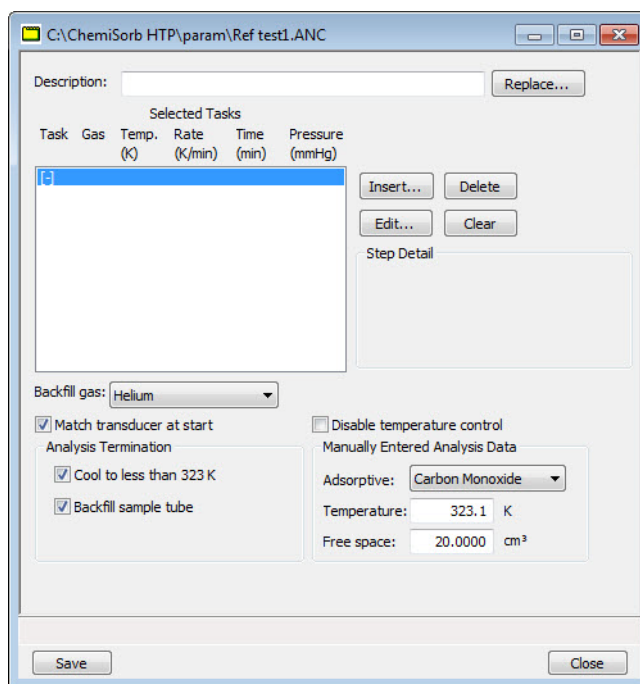 C:\ChemiSorb HTP\param\Ref test1.ANC
Description:
Replace...
Selected Tasks
Task Gas Temp. Rate Time Pressure
(K) (K/min) (min) (mmHg)
[-]
Insert... Delete
Edit... Clear
Step Detail
Backfill gas: Helium
Match transducer at start
Disable temperature control
Analysis Termination
Manually Entered Analysis Data
Cool to less than 323 K
Adsorptive: Carbon Monoxide
Backfill sample tube
Temperature: 323.1 K
Free space: 20.0000 cm³
Save
Close